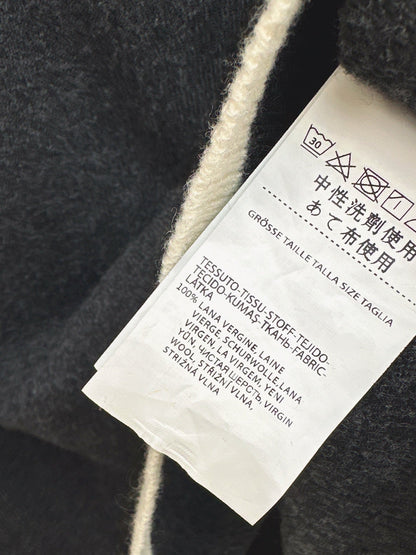 30
中性洗剤使用
あて布使用
GRÖSSE TAILLE TALLA SIZE TAGLIA
TESSUTO-TISSU-STOFF-TEJIDO-
TECIDO-KUMAŞ-ТКАНЬ-FABRIC-
LÁTKA
100% LANA VERGINE, LAINE
VIERGE, SCHURWOLLE, LANA
VIRGEN, LA VIRGEM, YENI
YÜN, ЧИСТАЯ ШЕРСТЬ, VIRGIN
WOOL, STRIŽNI VLNA,
STRIŽNÁ VLNA